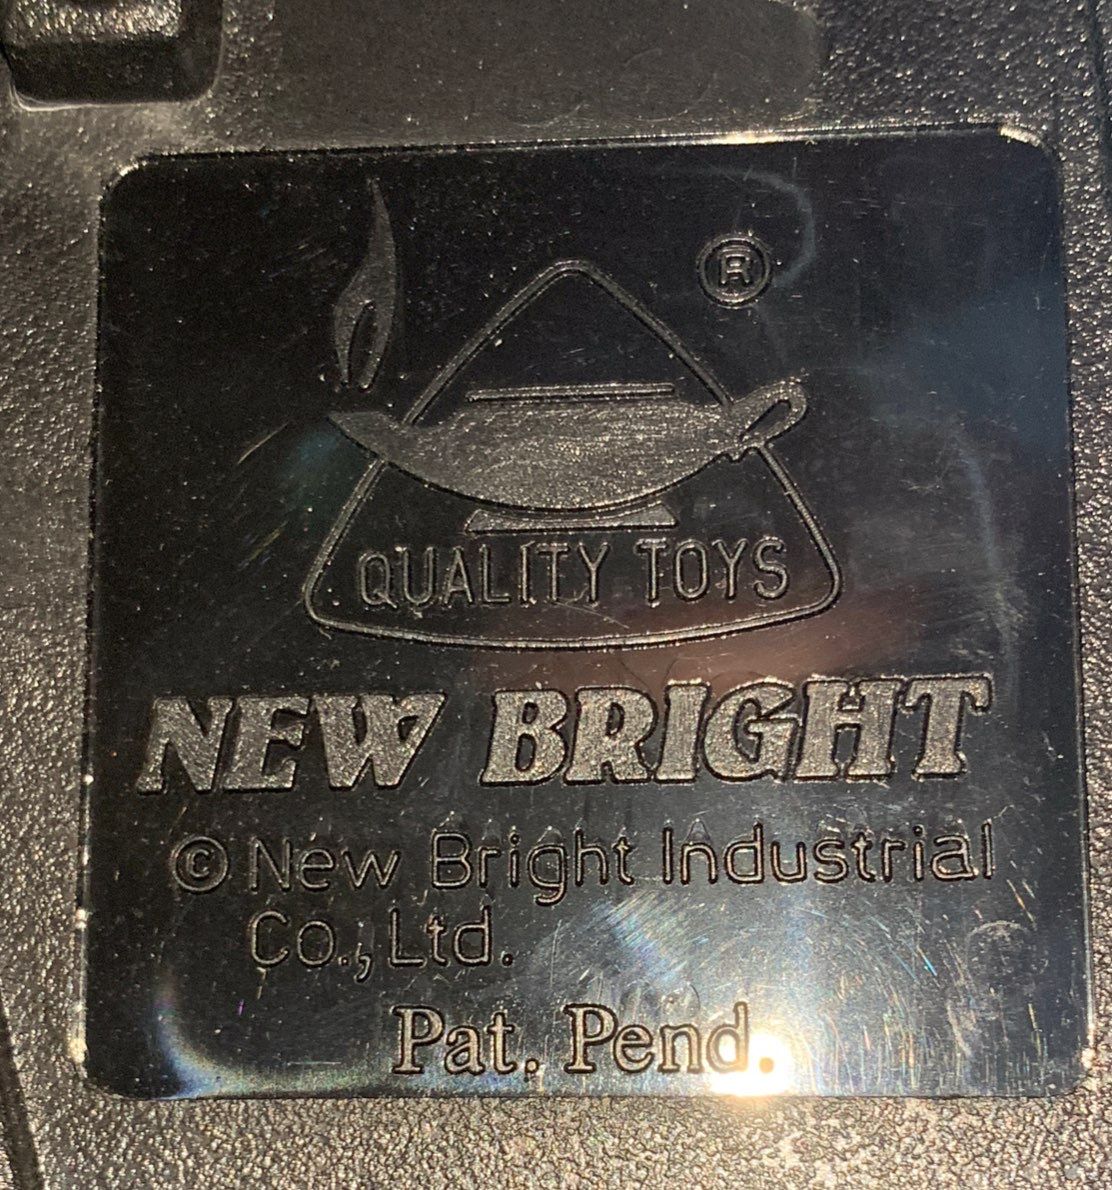 ®
QUALITY TOYS
NEW BRIGHT
© New Bright Industrial
Co., Ltd.
Pat. Pend.